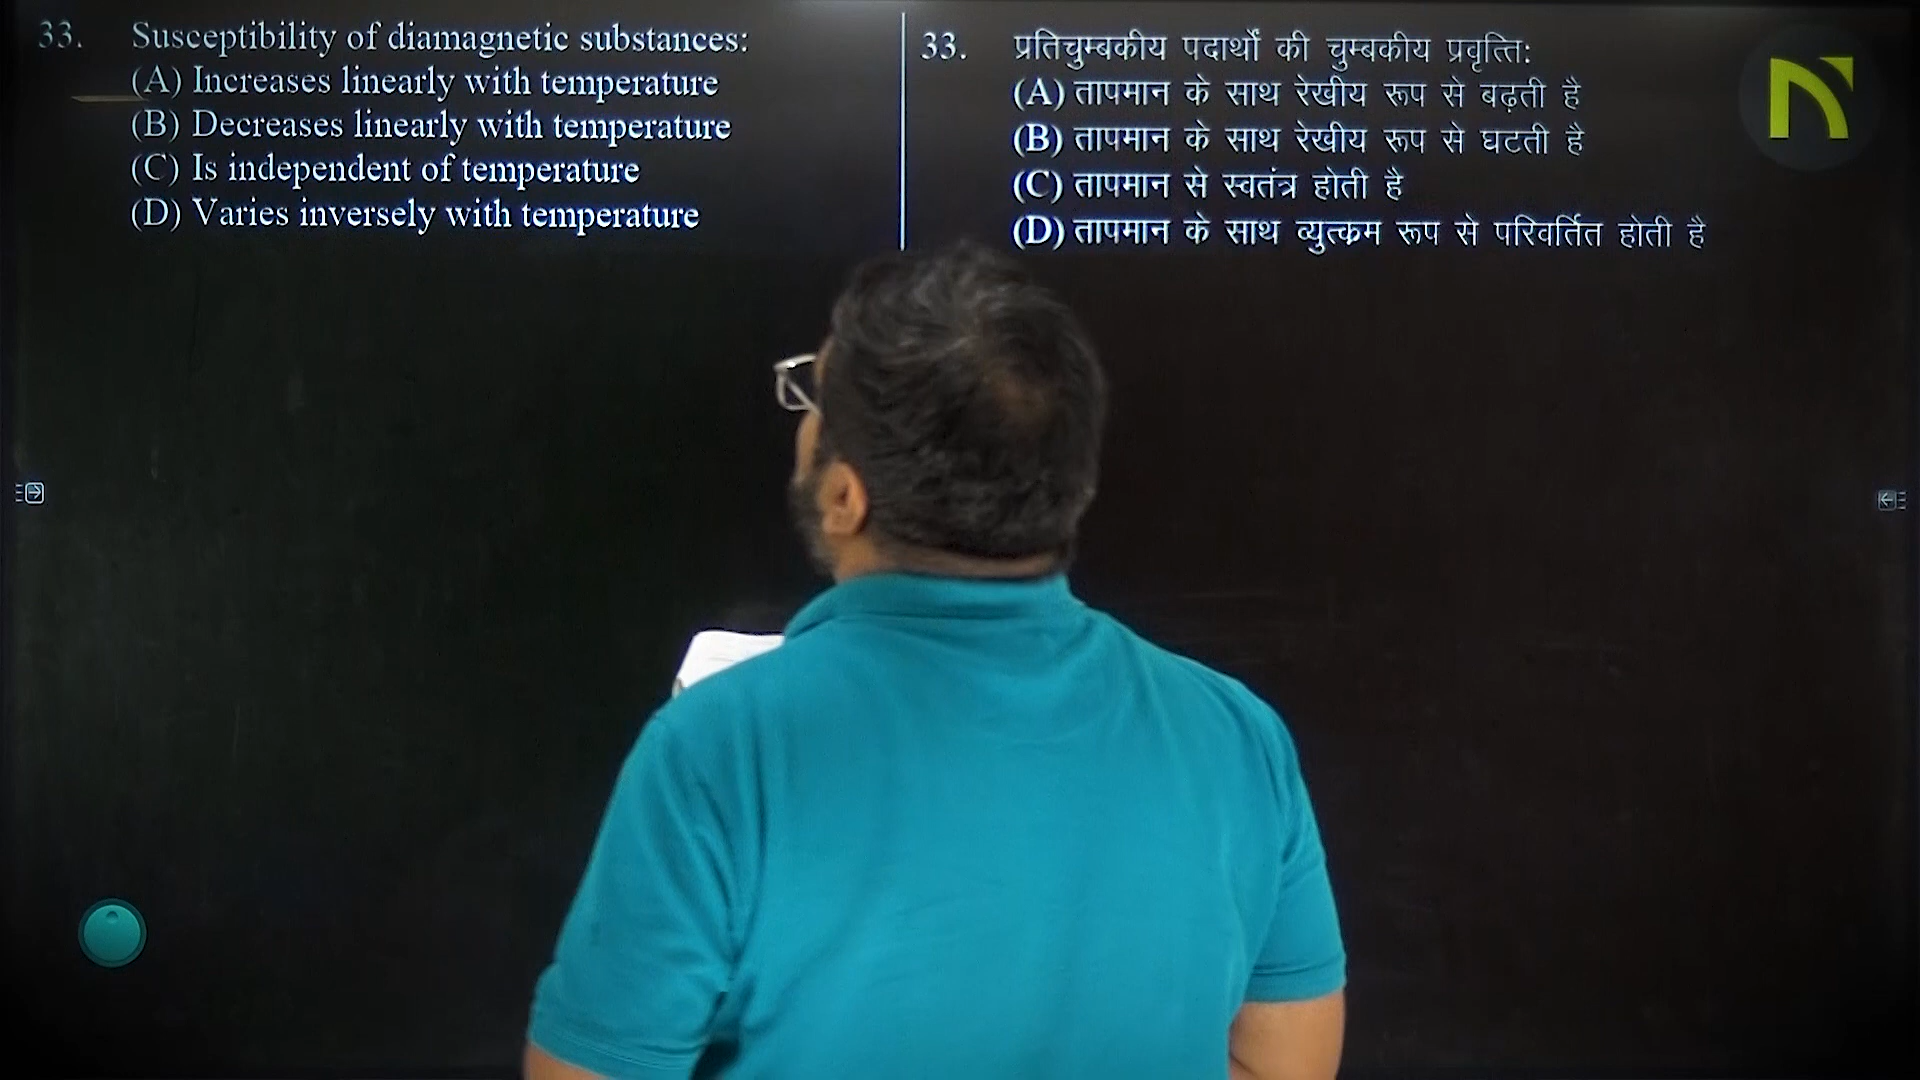 33. Susceptibility of diamagnetic substances:
(A) Increases linearly with temperature
(B) Decreases linearly with temperature
(C) Is independent of temperature
(D) Varies inversely with temperature
33. प्रतिचुम्बकीय पदार्थों की चुम्बकीय प्रवृत्ति:
(A) तापमान के साथ रेखीय रूप से बढ़ती है
(B) तापमान के साथ रेखीय रूप से घटती है
(C) तापमान से स्वतंत्र होती है
(D) तापमान के साथ व्युत्क्रम रूप से परिवर्तित होती है